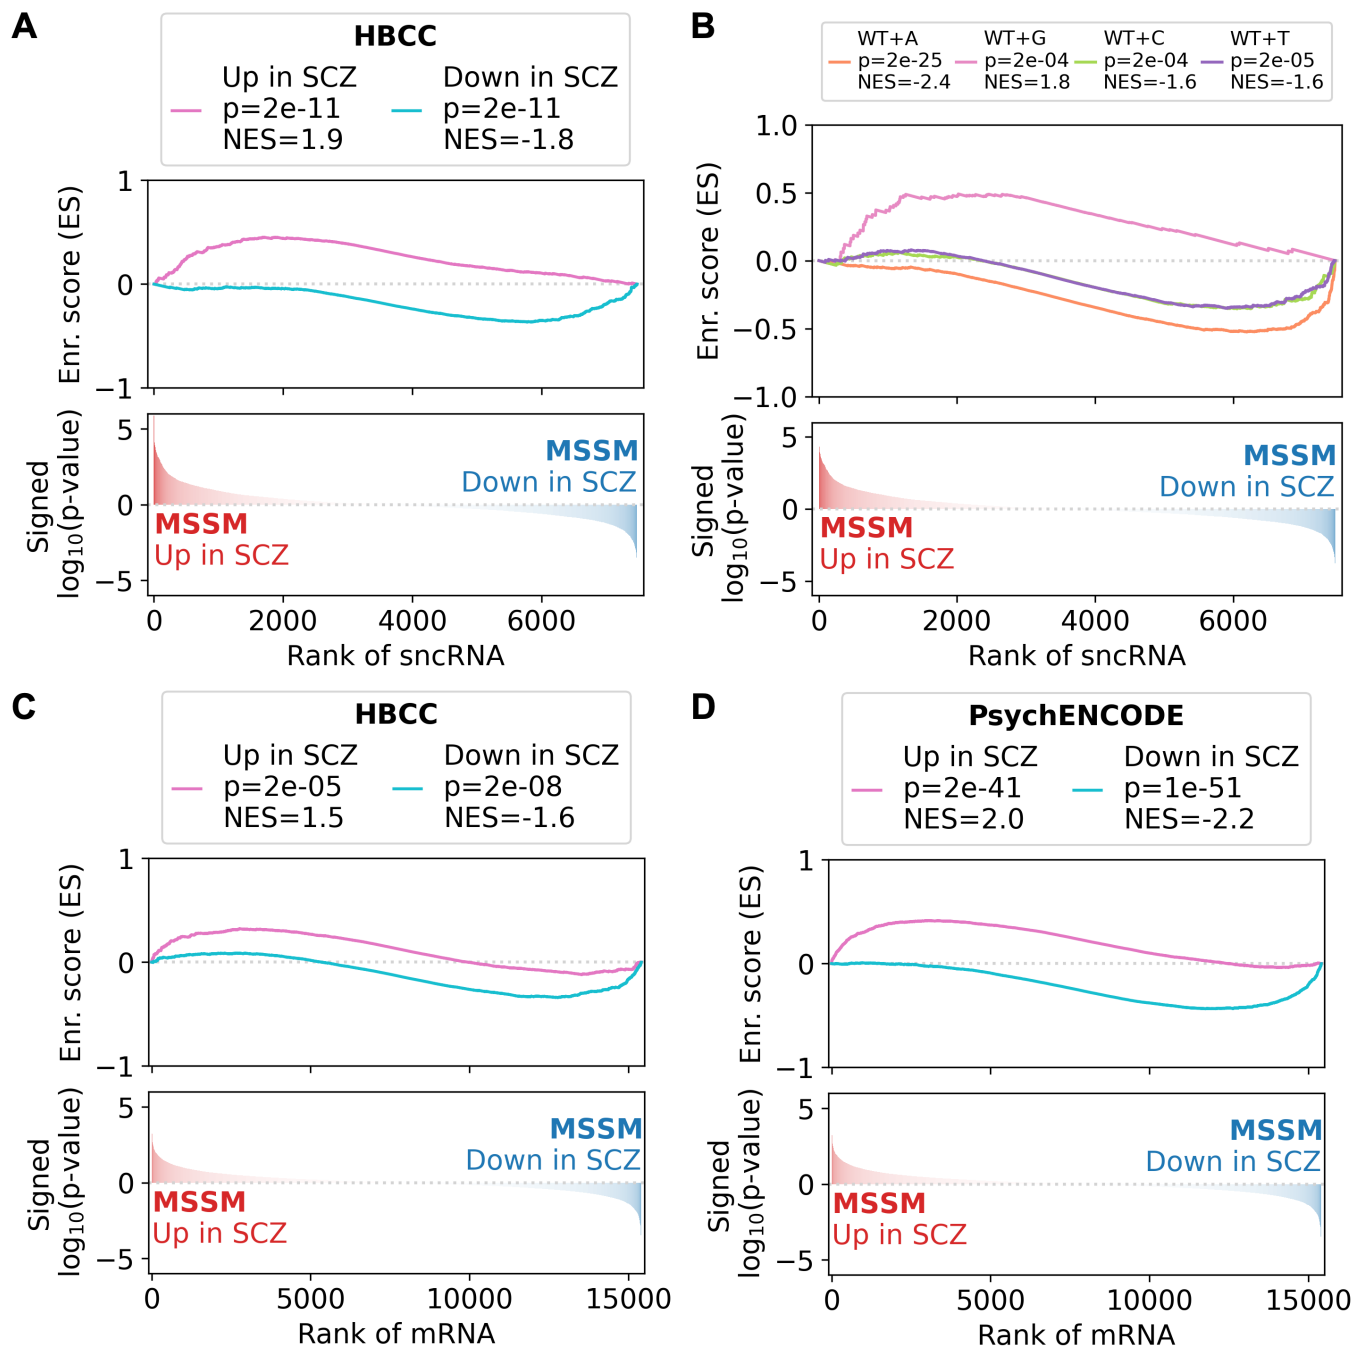 A
HBCC
Up in SCZ
p=2e-11
NES=1.9
Down in SCZ
p=2e-11
NES=-1.8
Enr. score (ES)
1
0
−1
Signed
log10(p-value)
5
0
−5
MSSM
Down in SCZ
MSSM
Up in SCZ
0 2000 4000 6000
Rank of sncRNA
B
WT+A
p=2e-25
NES=-2.4
WT+G
p=2e-04
NES=1.8
WT+C
p=2e-04
NES=-1.6
WT+T
p=2e-05
NES=-1.6
Enr. score (ES)
1.0
0.5
0.0
−0.5
−1.0
Signed
log10(p-value)
5
0
−5
MSSM
Down in SCZ
MSSM
Up in SCZ
0 2000 4000 6000
Rank of sncRNA
C
HBCC
Up in SCZ
p=2e-05
NES=1.5
Down in SCZ
p=2e-08
NES=-1.6
Enr. score (ES)
1
0
−1
Signed
log10(p-value)
5
0
−5
MSSM
Down in SCZ
MSSM
Up in SCZ
0 5000 10000 15000
Rank of mRNA
D
PsychENCODE
Up in SCZ
p=2e-41
NES=2.0
Down in SCZ
p=1e-51
NES=-2.2
Enr. score (ES)
1
0
−1
Signed
log10(p-value)
5
0
−5
MSSM
Down in SCZ
MSSM
Up in SCZ
0 5000 10000 15000
Rank of mRNA